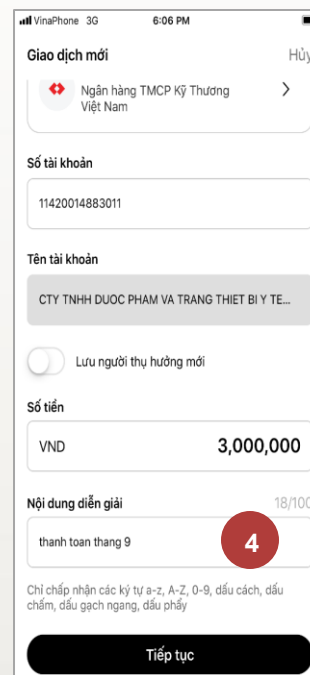 VinaPhone 3G 6:06 PM
Giao dịch mới Hủy
Ngân hàng TMCP Kỹ Thương
Việt Nam
Số tài khoản
11420014883011
Tên tài khoản
CTY TNHH DUOC PHAM VA TRANG THIET BI Y TE...
Lưu người thụ hưởng mới
Số tiền
VND 3,000,000
Nội dung diễn giải 18/100
thanh toan thang 9 4
Chỉ chấp nhận các ký tự a-z, A-Z, 0-9, dấu cách, dấu
chấm, dấu gạch ngang, dấu phẩy
Tiếp tục